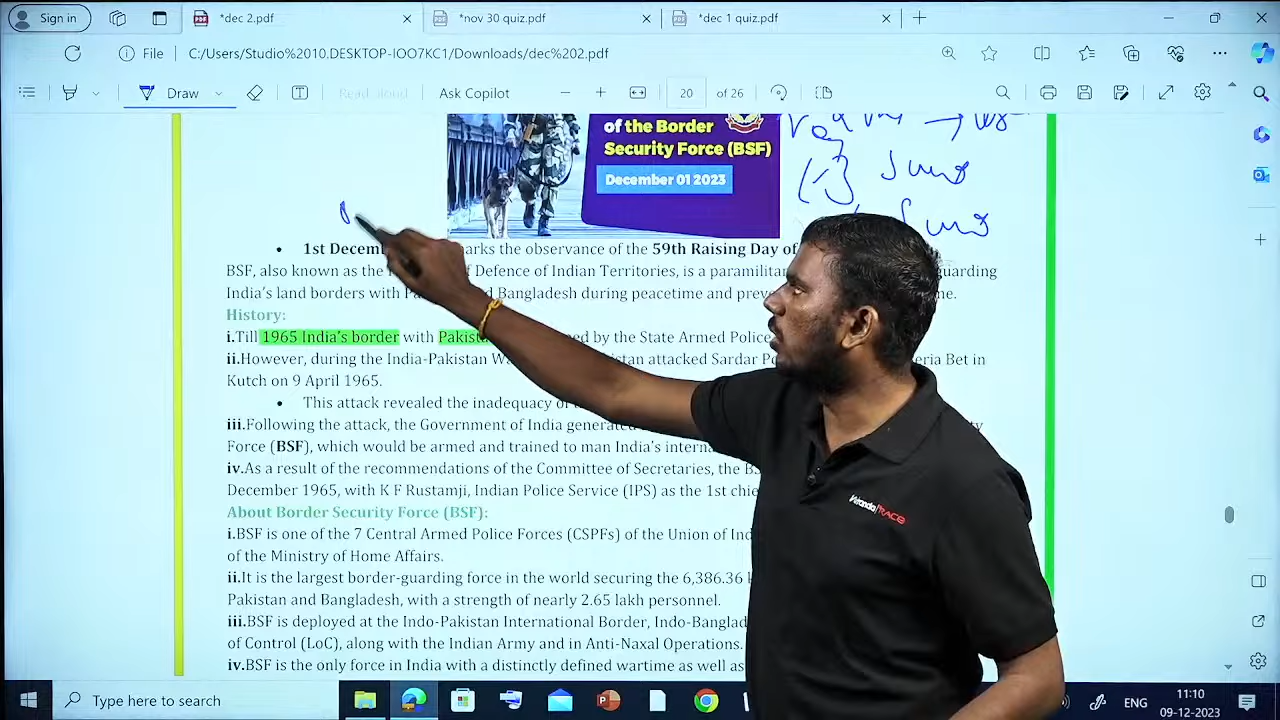 Sign in
*dec 2.pdf
*nov 30 quiz.pdf
*dec 1 quiz.pdf
File
C:/Users/Studio%2010.DESKTOP-IOO7KC1/Downloads/dec%202.pdf
Draw
Read aloud
Ask Copilot
20
of 26
of the Border
Security Force (BSF)
December 01 2023
• 1st Decem arks the observance of the 59th Raising Day of
BSF, also known as the of Defence of Indian Territories, is a paramilita guarding
India's land borders with P Bangladesh during peacetime and prev me.
History:
i.Till 1965 India's border with Pakist ed by the State Armed Police
ii.However, during the India-Pakistan W istan attacked Sardar Po eria Bet in
Kutch on 9 April 1965.
• This attack revealed the inadequacy o
iii.Following the attack, the Government of India generat ity
Force (BSF), which would be armed and trained to man India's interna
iv.As a result of the recommendations of the Committee of Secretaries, the BS
December 1965, with K F Rustamji, Indian Police Service (IPS) as the 1st chie
About Border Security Force (BSF):
i.BSF is one of the 7 Central Armed Police Forces (CSPFs) of the Union of Ind
of the Ministry of Home Affairs.
ii.It is the largest border-guarding force in the world securing the 6,386.36 k
Pakistan and Bangladesh, with a strength of nearly 2.65 lakh personnel.
iii.BSF is deployed at the Indo-Pakistan International Border, Indo-Banglad
of Control (LoC), along with the Indian Army and in Anti-Naxal Operations.
iv.BSF is the only force in India with a distinctly defined wartime as well as
Veranda RACE
Type here to search
ENG
11:10
09-12-2023